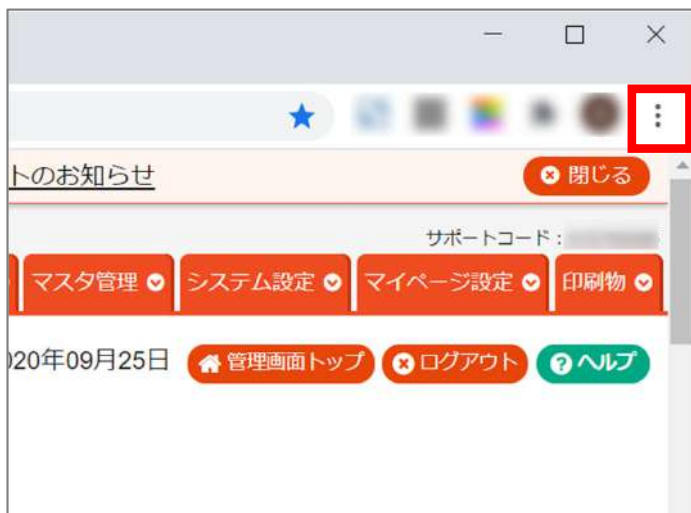 トのお知らせ
閉じる
サポートコード:
マスタ管理 システム設定 マイページ設定 印刷物
20年09月25日 管理画面トップ ログアウト ヘルプ